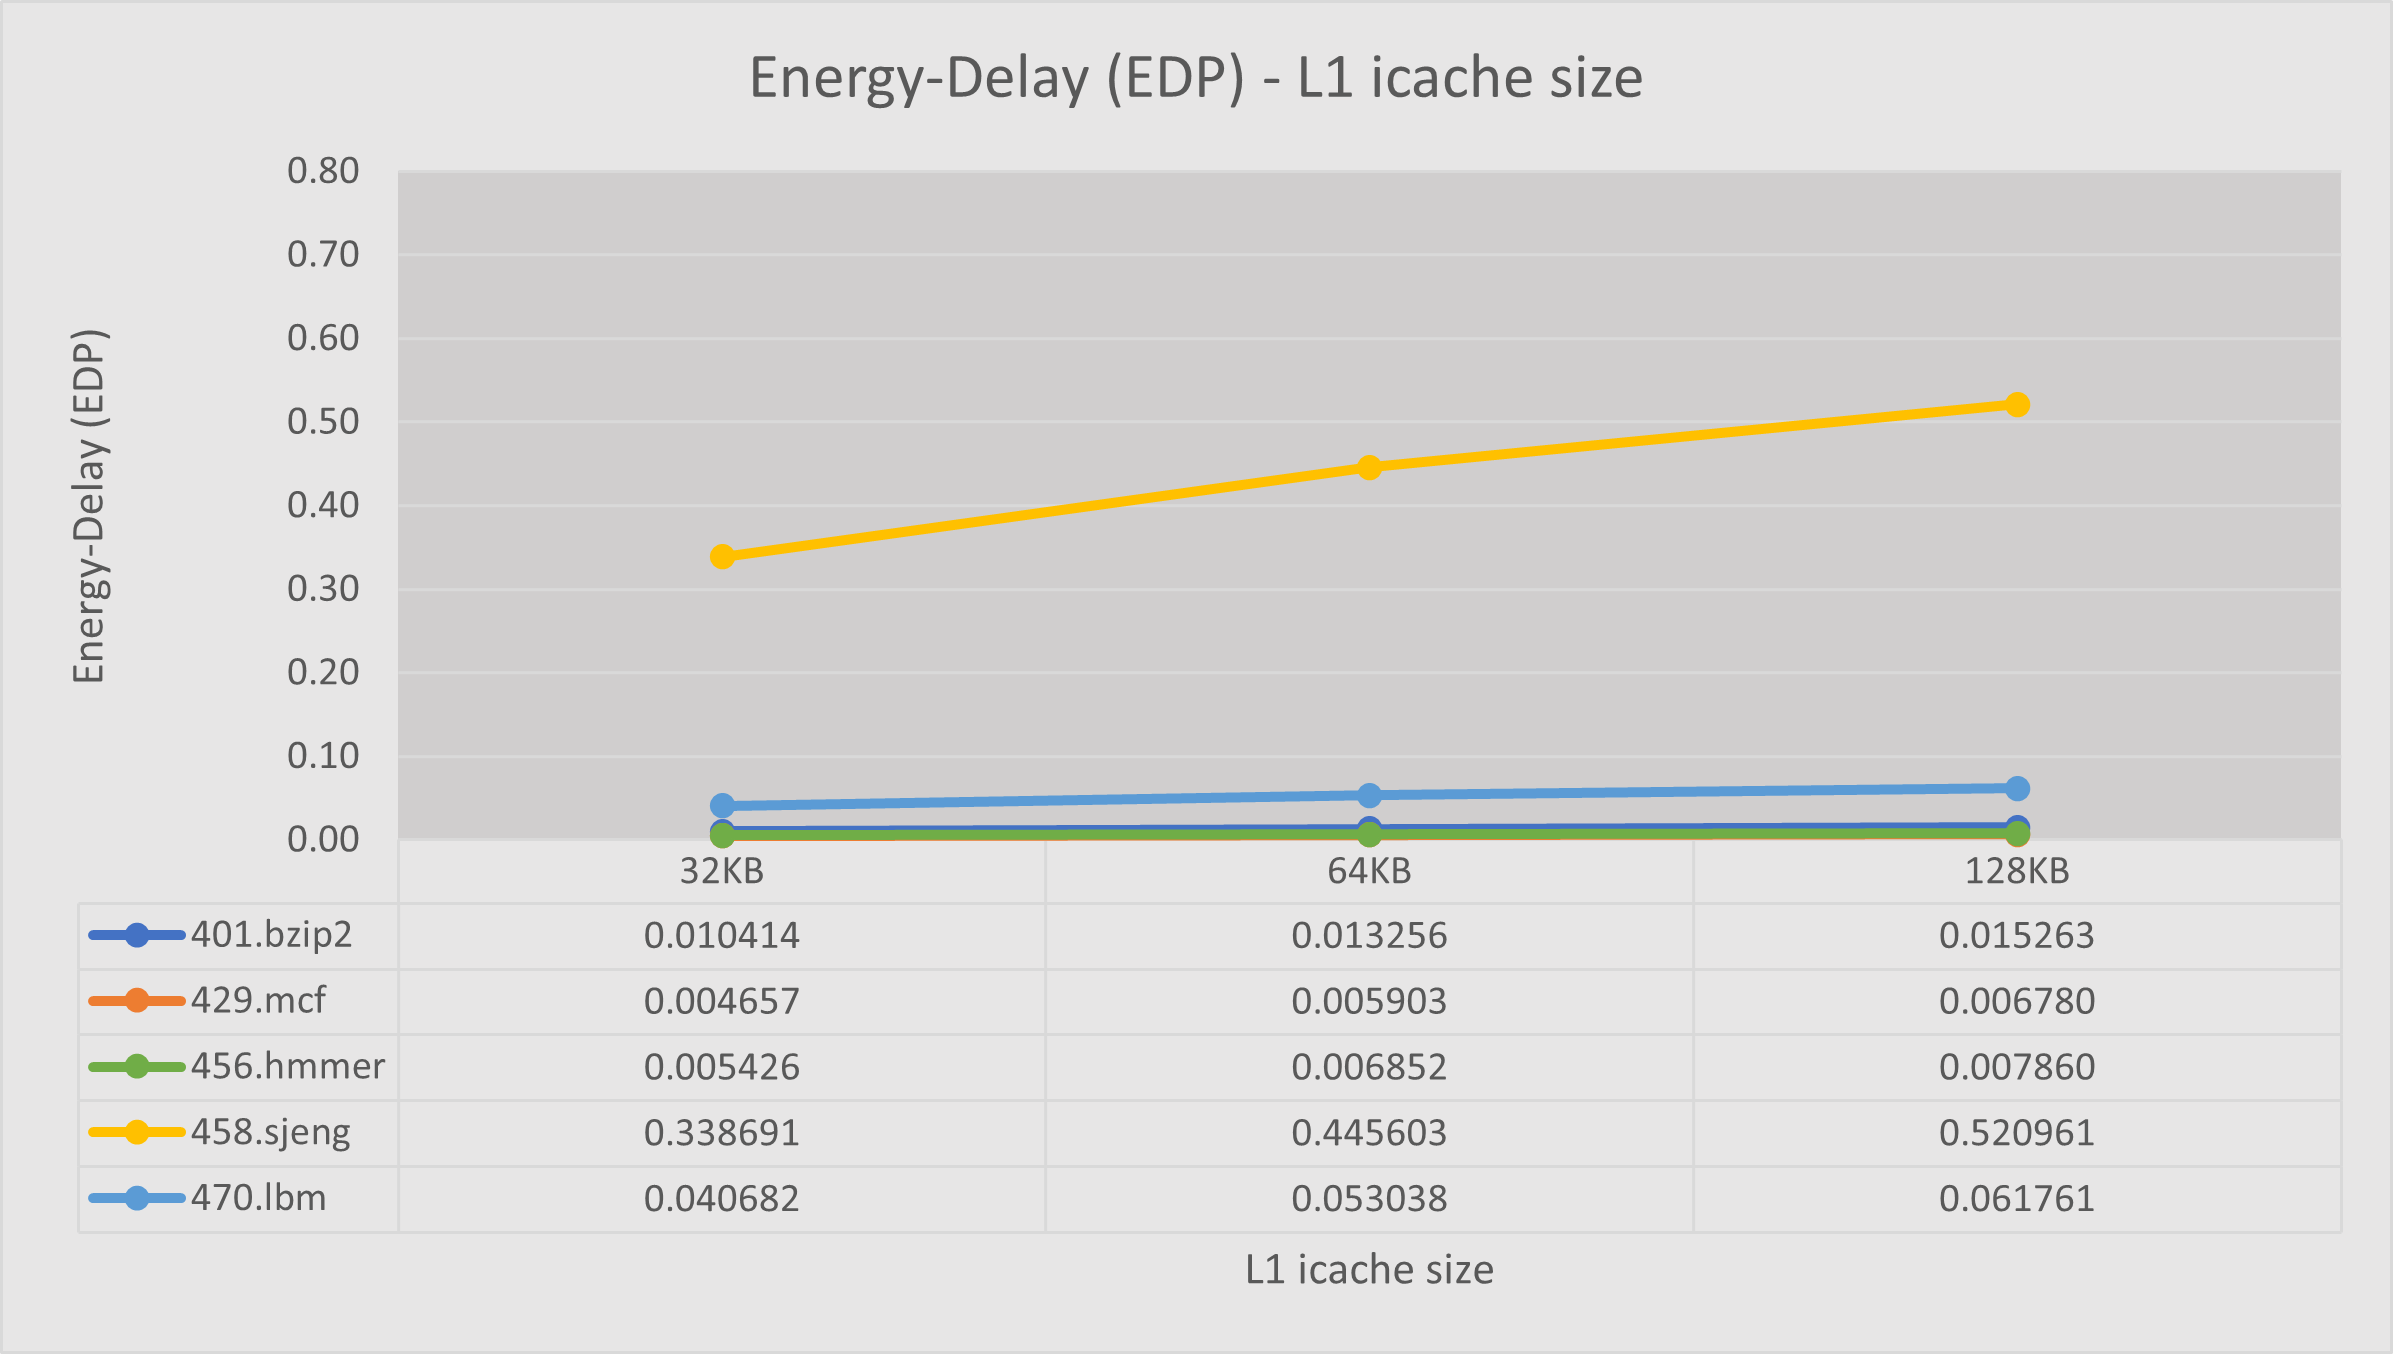 Energy-Delay (EDP) - L1 icache size
Energy-Delay (EDP)
0.80
0.70
0.60
0.50
0.40
0.30
0.20
0.10
0.00
32KB 64KB 128KB
401.bzip2 0.010414 0.013256 0.015263
429.mcf 0.004657 0.005903 0.006780
456.hmmer 0.005426 0.006852 0.007860
458.sjeng 0.338691 0.445603 0.520961
470.lbm 0.040682 0.053038 0.061761
L1 icache size